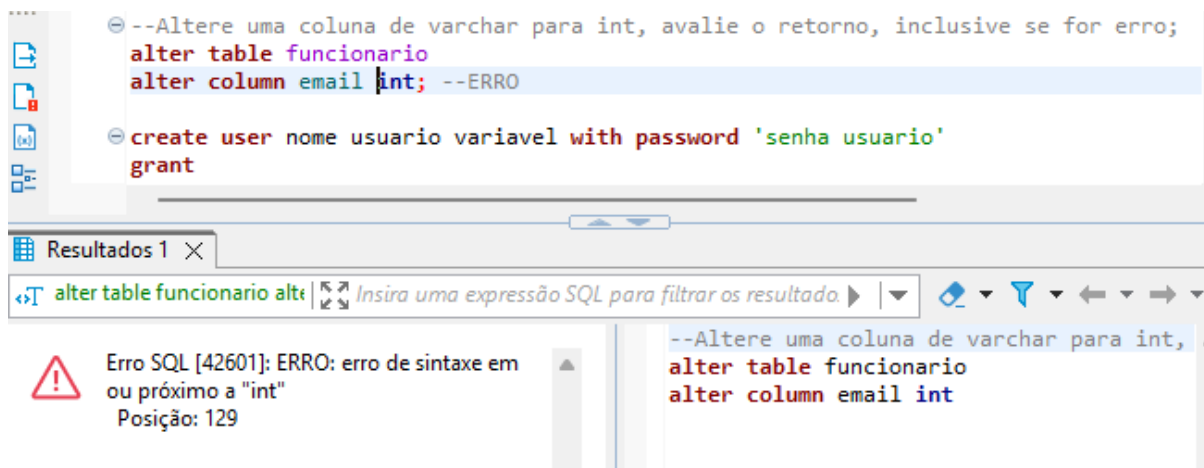 --Altere uma coluna de varchar para int, avalie o retorno, inclusive se for erro;
alter table funcionario
alter column email int; --ERRO
create user nome usuario variavel with password 'senha usuario'
grant
Resultados 1
alter table funcionario alte
Insira uma expressão SQL para filtrar os resultado.
Erro SQL [42601]: ERRO: erro de sintaxe em
ou próximo a "int"
Posição: 129
--Altere uma coluna de varchar para int,
alter table funcionario
alter column email int